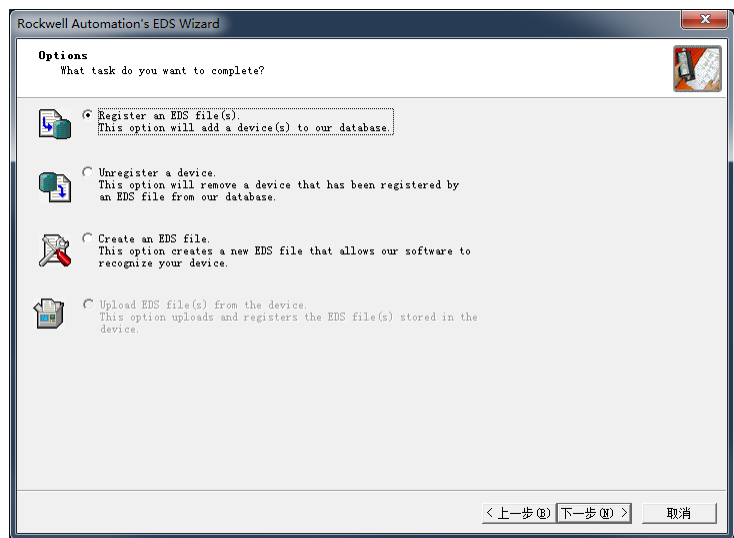 Rockwell Automation's EDS Wizard
Options
What task do you want to complete?
Register an EDS file(s).
This option will add a device(s) to our database.
Unregister a device.
This option will remove a device that has been registered by
an EDS file from our database.
Create an EDS file.
This option creates a new EDS file that allows our software to
recognize your device.
Upload EDS file(s) from the device.
This option uploads and registers the EDS file(s) stored in the
device.
< 上一步(B) 下一步(N) > 取消